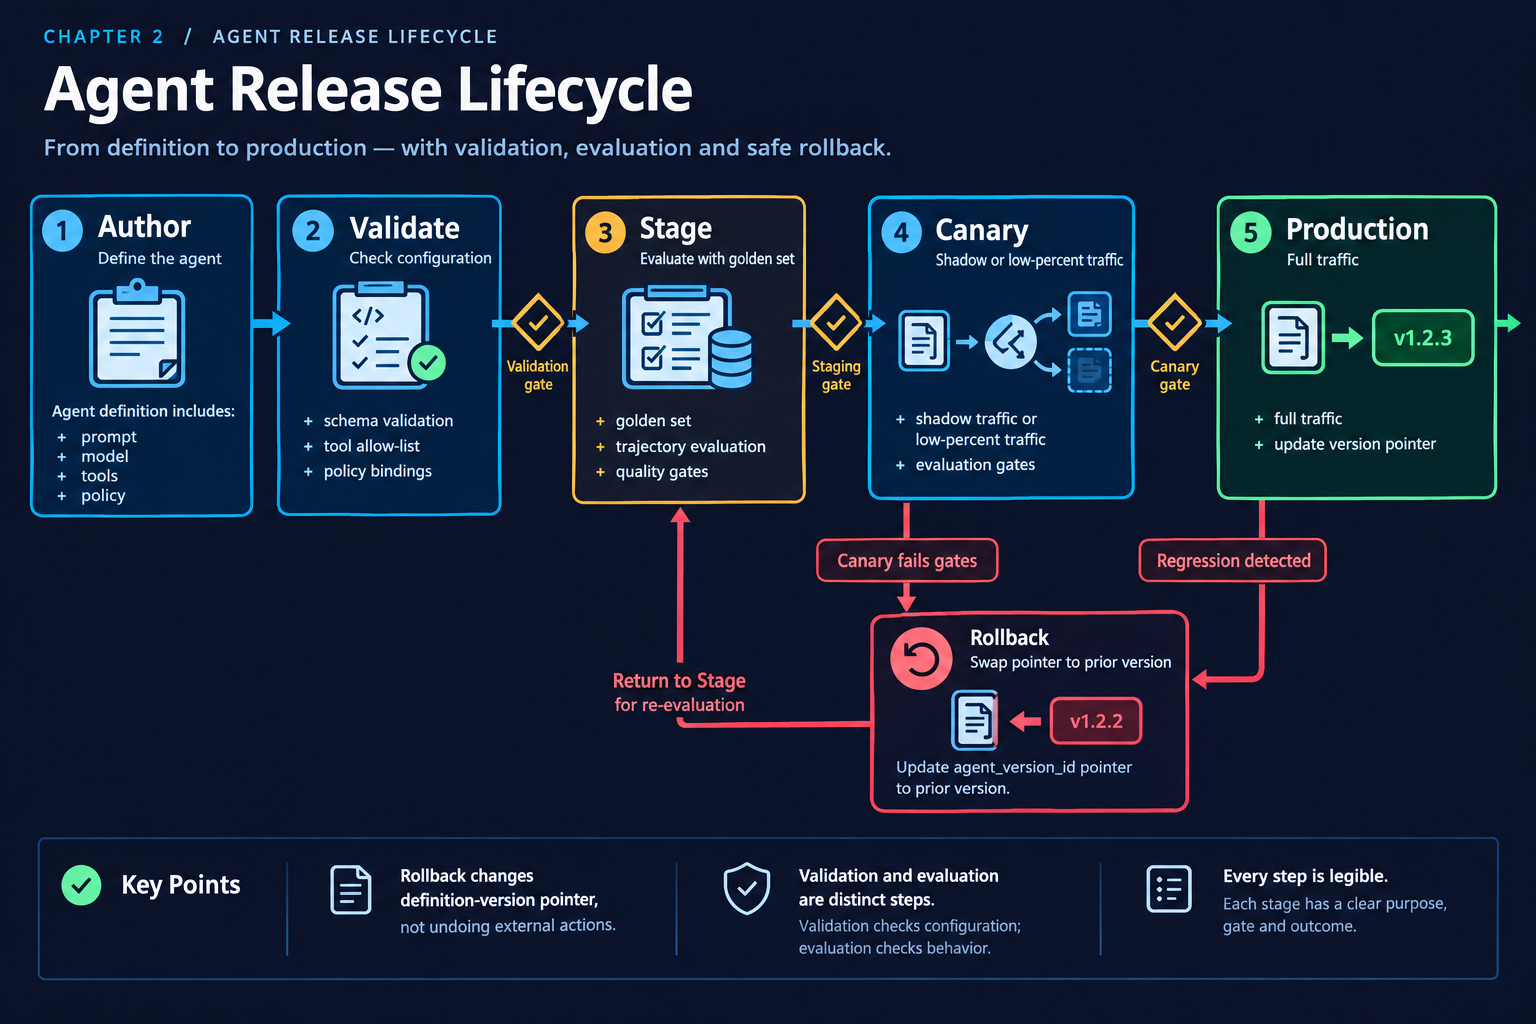 CHAPTER 2 / AGENT RELEASE LIFECYCLE
Agent Release Lifecycle
From definition to production — with validation, evaluation and safe rollback.
1
Author
Define the agent
Agent definition includes:
+ prompt
+ model
+ tools
+ policy
2
Validate
Check configuration
</>
+ schema validation
+ tool allow-list
+ policy bindings
Validation
gate
3
Stage
Evaluate with golden set
+ golden set
+ trajectory evaluation
+ quality gates
Staging
gate
4
Canary
Shadow or low-percent traffic
+ shadow traffic or
low-percent traffic
+ evaluation gates
Canary
gate
5
Production
Full traffic
v1.2.3
+ full traffic
+ update version pointer
Canary fails gates
Regression detected
Rollback
Swap pointer to prior version
v1.2.2
Update agent_version_id pointer
to prior version.
Return to Stage
for re-evaluation
Key Points
Rollback changes
definition-version pointer,
not undoing external actions.
Validation and evaluation
are distinct steps.
Validation checks configuration;
evaluation checks behavior.
Every step is legible.
Each stage has a clear purpose,
gate and outcome.